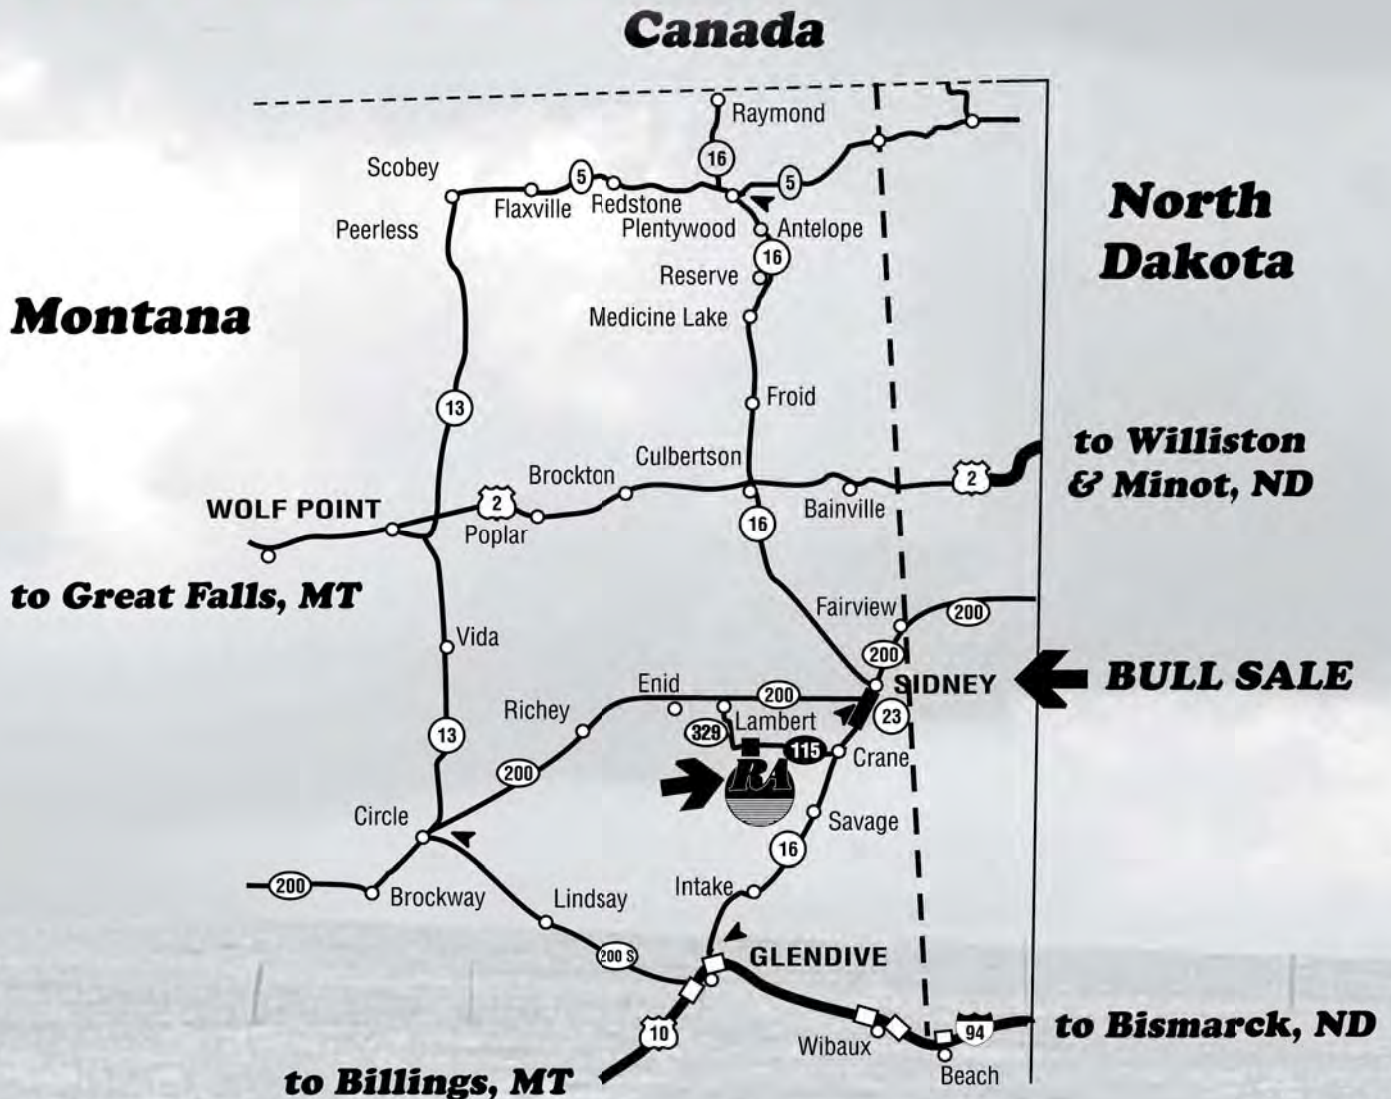 Canada
Raymond
16
Scobey
5
5
Flaxville
Redstone
Peerless
Plentywood
Antelope
North
Dakota
16
Reserve
Montana
Medicine Lake
Froid
13
to Williston
& Minot, ND
Culbertson
Brockton
2
2
WOLF POINT
Bainville
Poplar
16
to Great Falls, MT
Fairview
200
Vida
200
Enid
200
SIDNEY
BULL SALE
Richey
Lambert
23
329
13
115
Crane
200
RA
Circle
Savage
16
200
Brockway
Lindsay
Intake
200 S
GLENDIVE
10
94
to Bismarck, ND
Wibaux
Beach
to Billings, MT